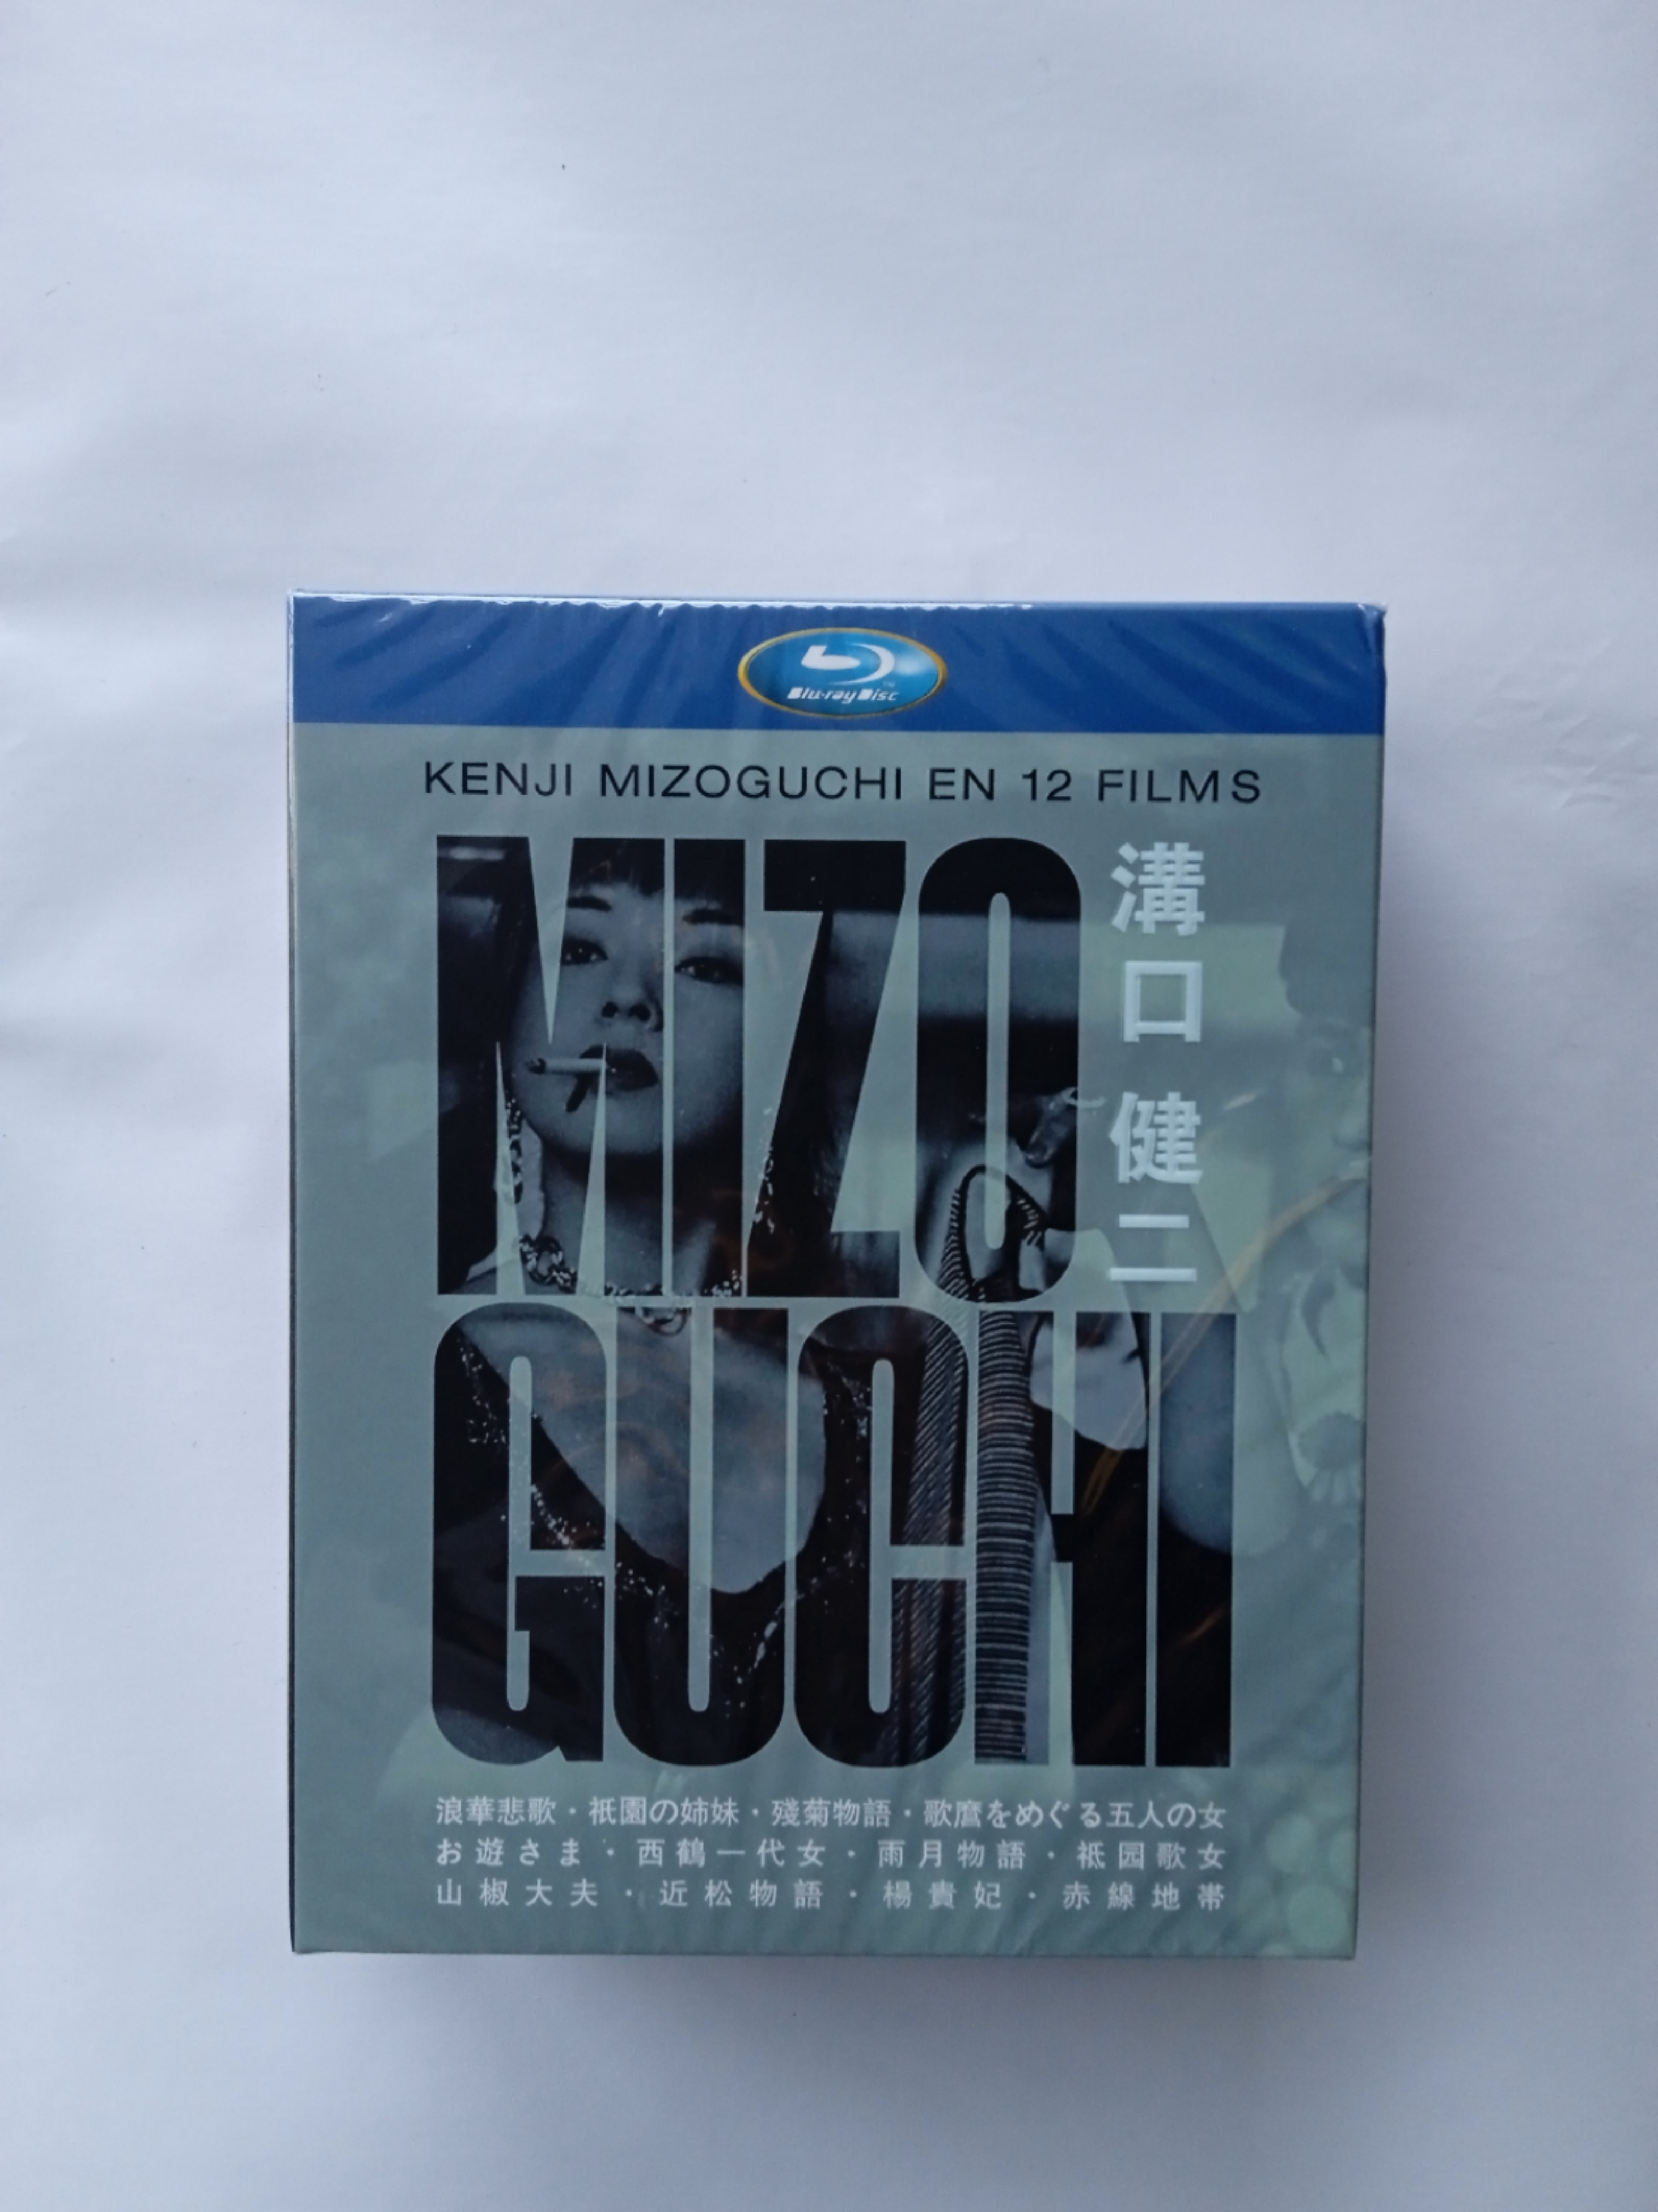 Blu-ray Disc™
KENJI MIZOGUCHI EN 12 FILMS
MIZO
GUCHI
溝口健二
浪華悲歌・祇園の姉妹・殘菊物語・歌麿をめぐる五人の女
お遊さま・西鶴一代女・雨月物語・祇园歌女
山椒大夫・近松物語・楊貴妃・赤線地帯